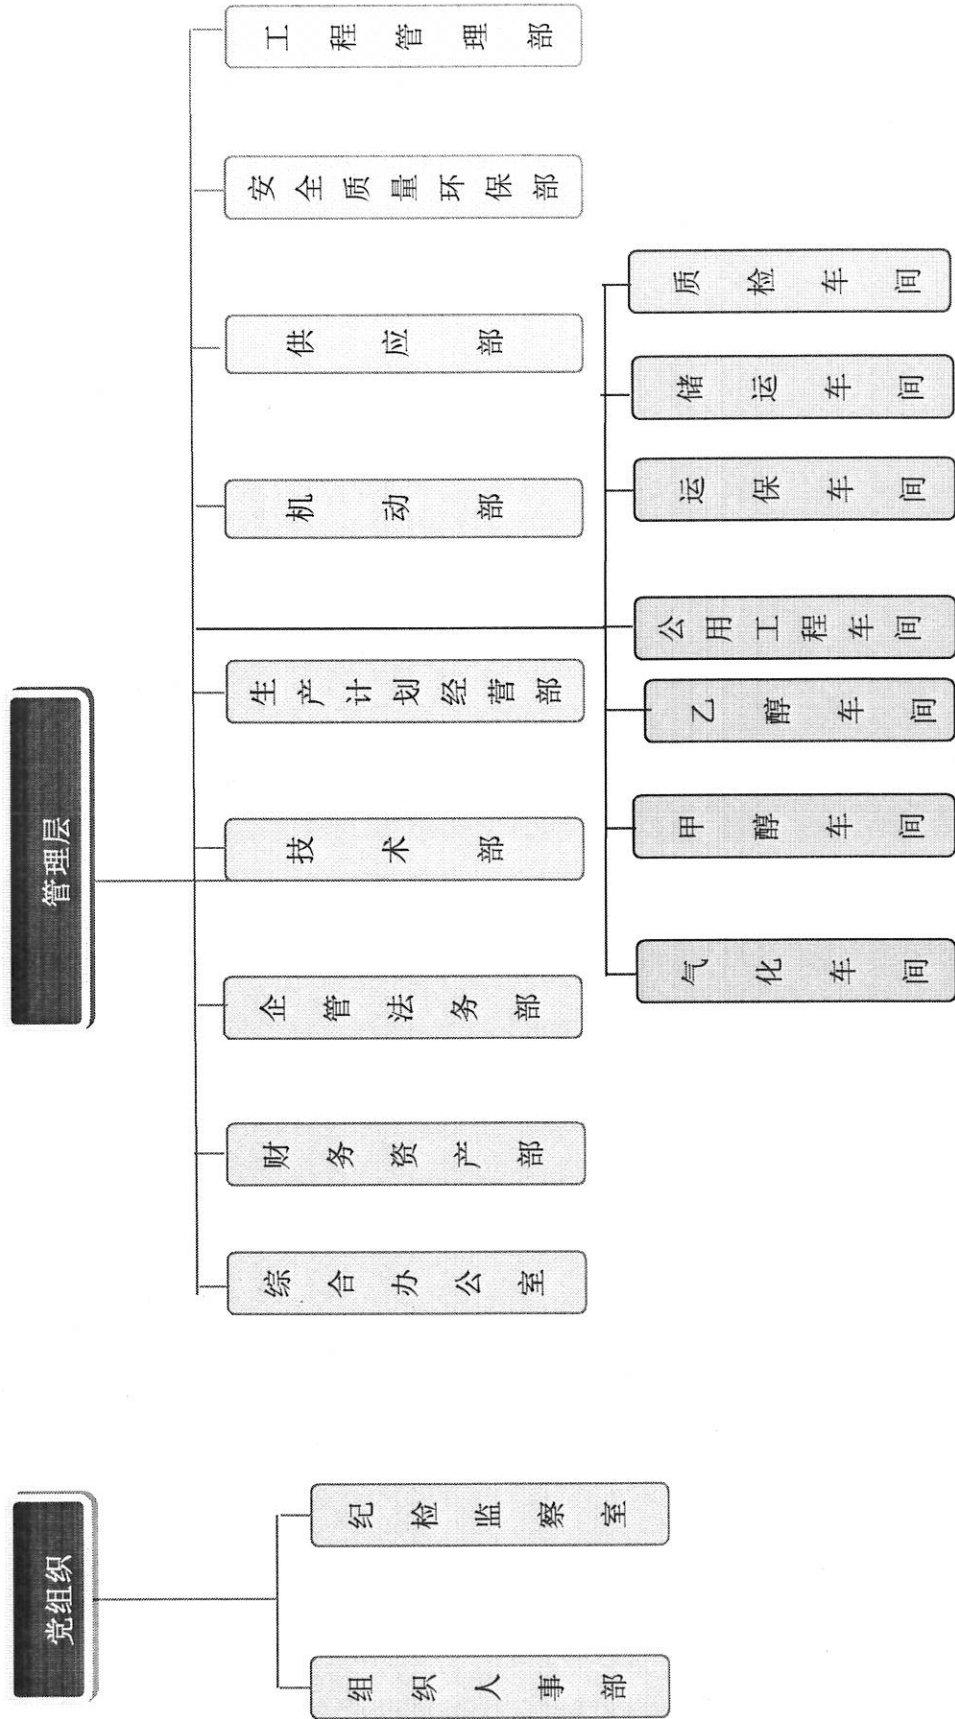 党组织
管理层
组织人事部
纪检监察室
综合办公室
财务资产部
企管法务部
技术部
生产计划经营部
机动部
供应部
安全质量环保部
工程管理部
气化车间
甲醇车间
乙醇车间
公用工程车间
运保车间
储运车间
质检车间